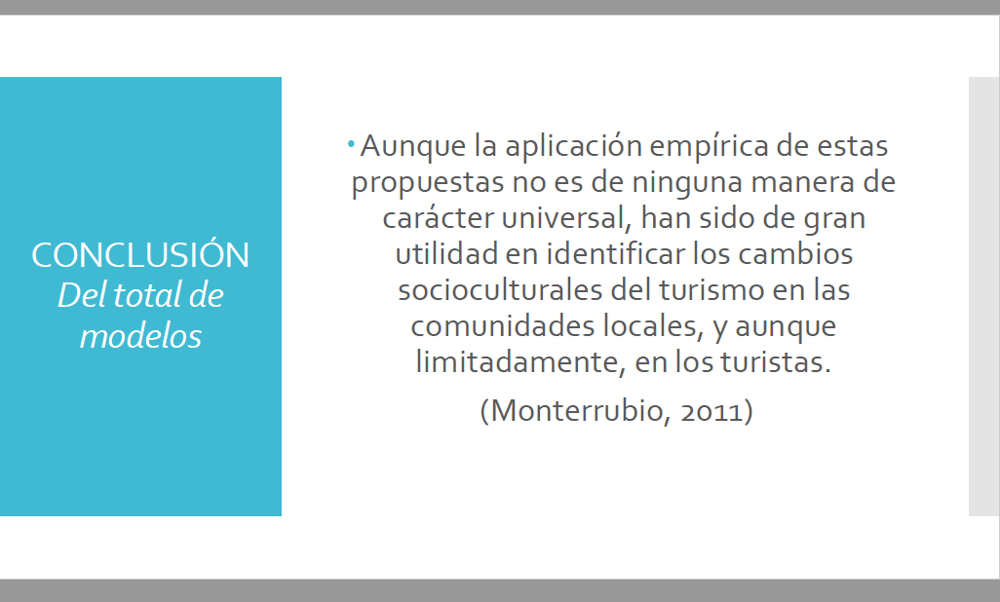 CONCLUSIÓN
Del total de
modelos
• Aunque la aplicación empírica de estas
propuestas no es de ninguna manera de
carácter universal, han sido de gran
utilidad en identificar los cambios
socioculturales del turismo en las
comunidades locales, y aunque
limitadamente, en los turistas.
(Monterrubio, 2011)